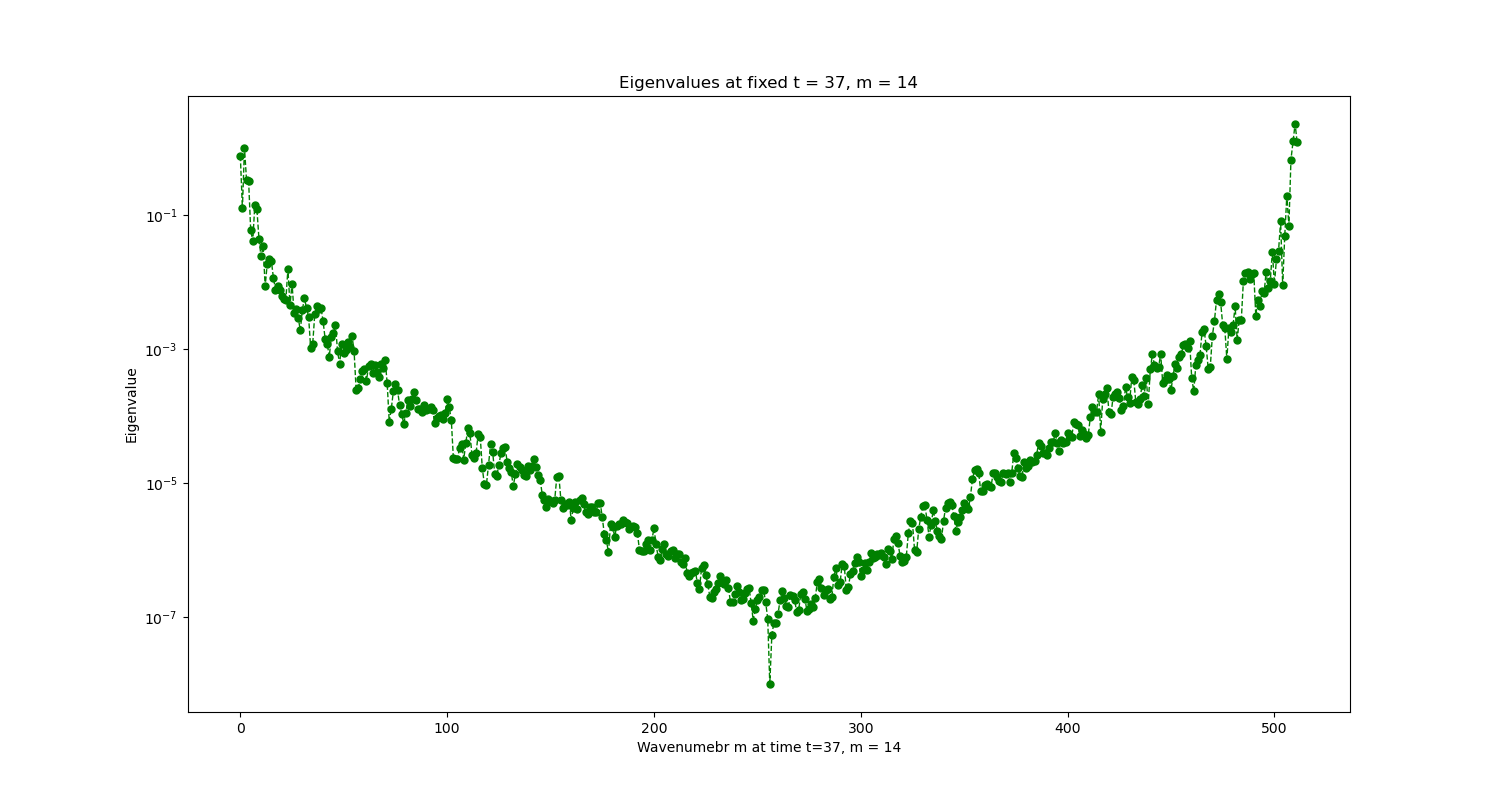 Eigenvalues at fixed t = 37, m = 14
Eigenvalue
10⁻¹
10⁻³
10⁻⁵
10⁻⁷
0 100 200 300 400 500
Wavenumebr m at time t=37, m = 14